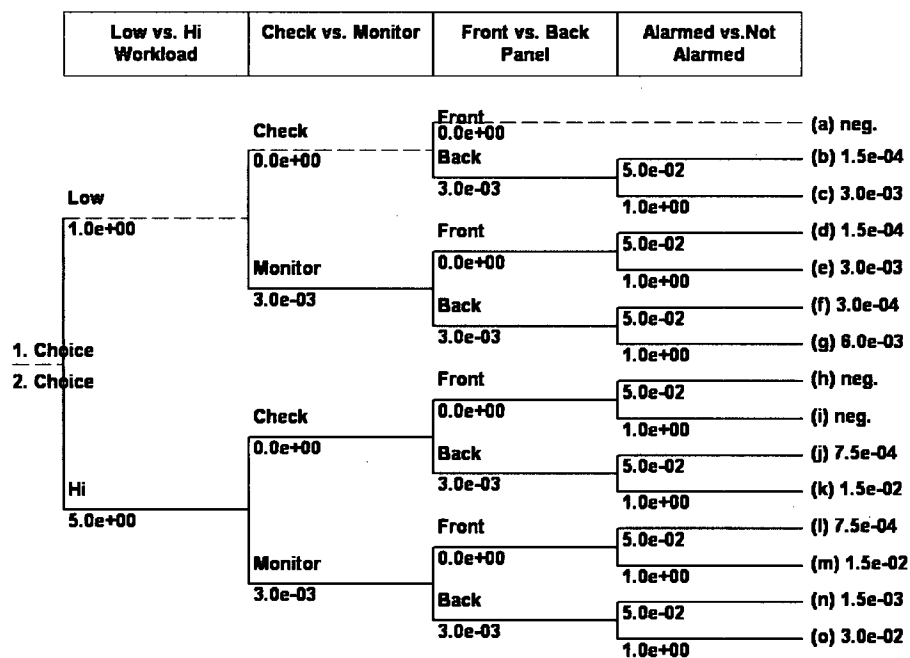 Low vs. Hi Workload
Check vs. Monitor
Front vs. Back Panel
Alarmed vs.Not Alarmed
Front
0.0e+00
(a) neg.
Check
0.0e+00
Back
3.0e-03
5.0e-02
(b) 1.5e-04
1.0e+00
(c) 3.0e-03
Low
1.0e+00
Front
0.0e+00
5.0e-02
(d) 1.5e-04
1.0e+00
(e) 3.0e-03
Monitor
3.0e-03
Back
3.0e-03
5.0e-02
(f) 3.0e-04
1.0e+00
(g) 6.0e-03
1. Choice
2. Choice
Front
0.0e+00
5.0e-02
(h) neg.
1.0e+00
(i) neg.
Check
0.0e+00
Back
3.0e-03
5.0e-02
(j) 7.5e-04
1.0e+00
(k) 1.5e-02
Hi
5.0e+00
Front
0.0e+00
5.0e-02
(l) 7.5e-04
1.0e+00
(m) 1.5e-02
Monitor
3.0e-03
Back
3.0e-03
5.0e-02
(n) 1.5e-03
1.0e+00
(o) 3.0e-02